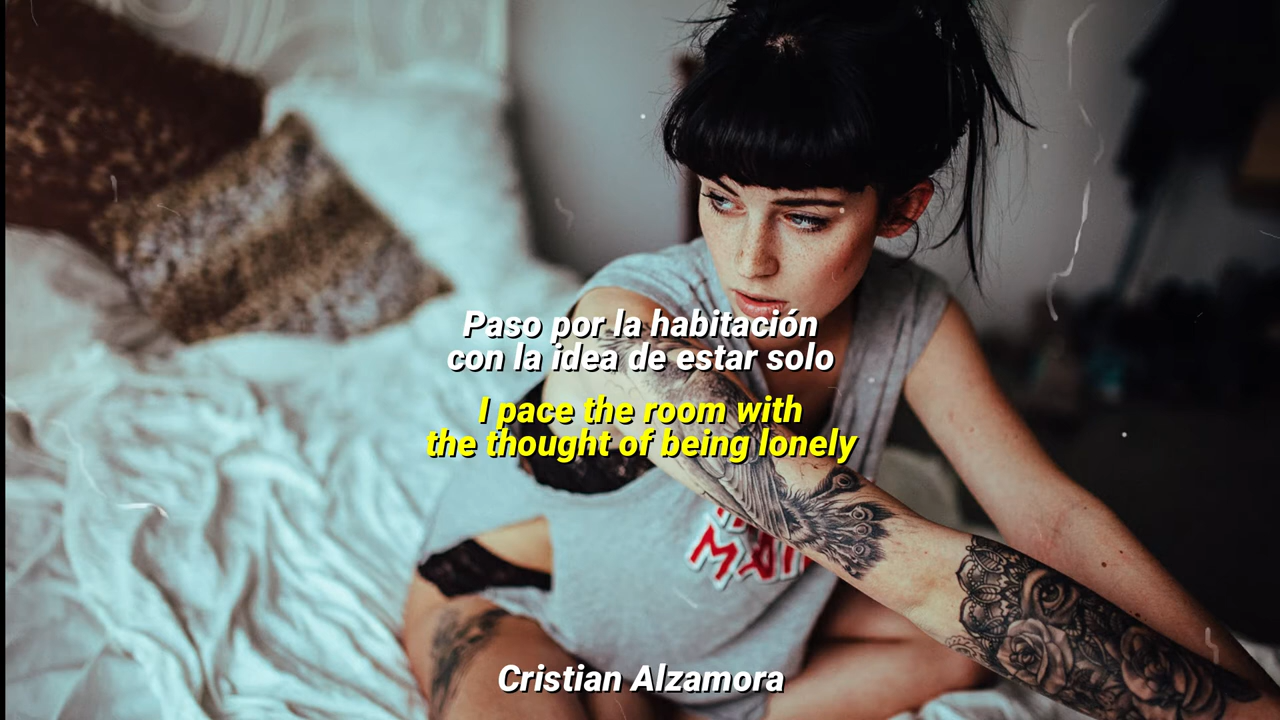 Paso por la habitación
con la idea de estar solo
I pace the room with
the thought of being lonely
MAI
Cristian Alzamora